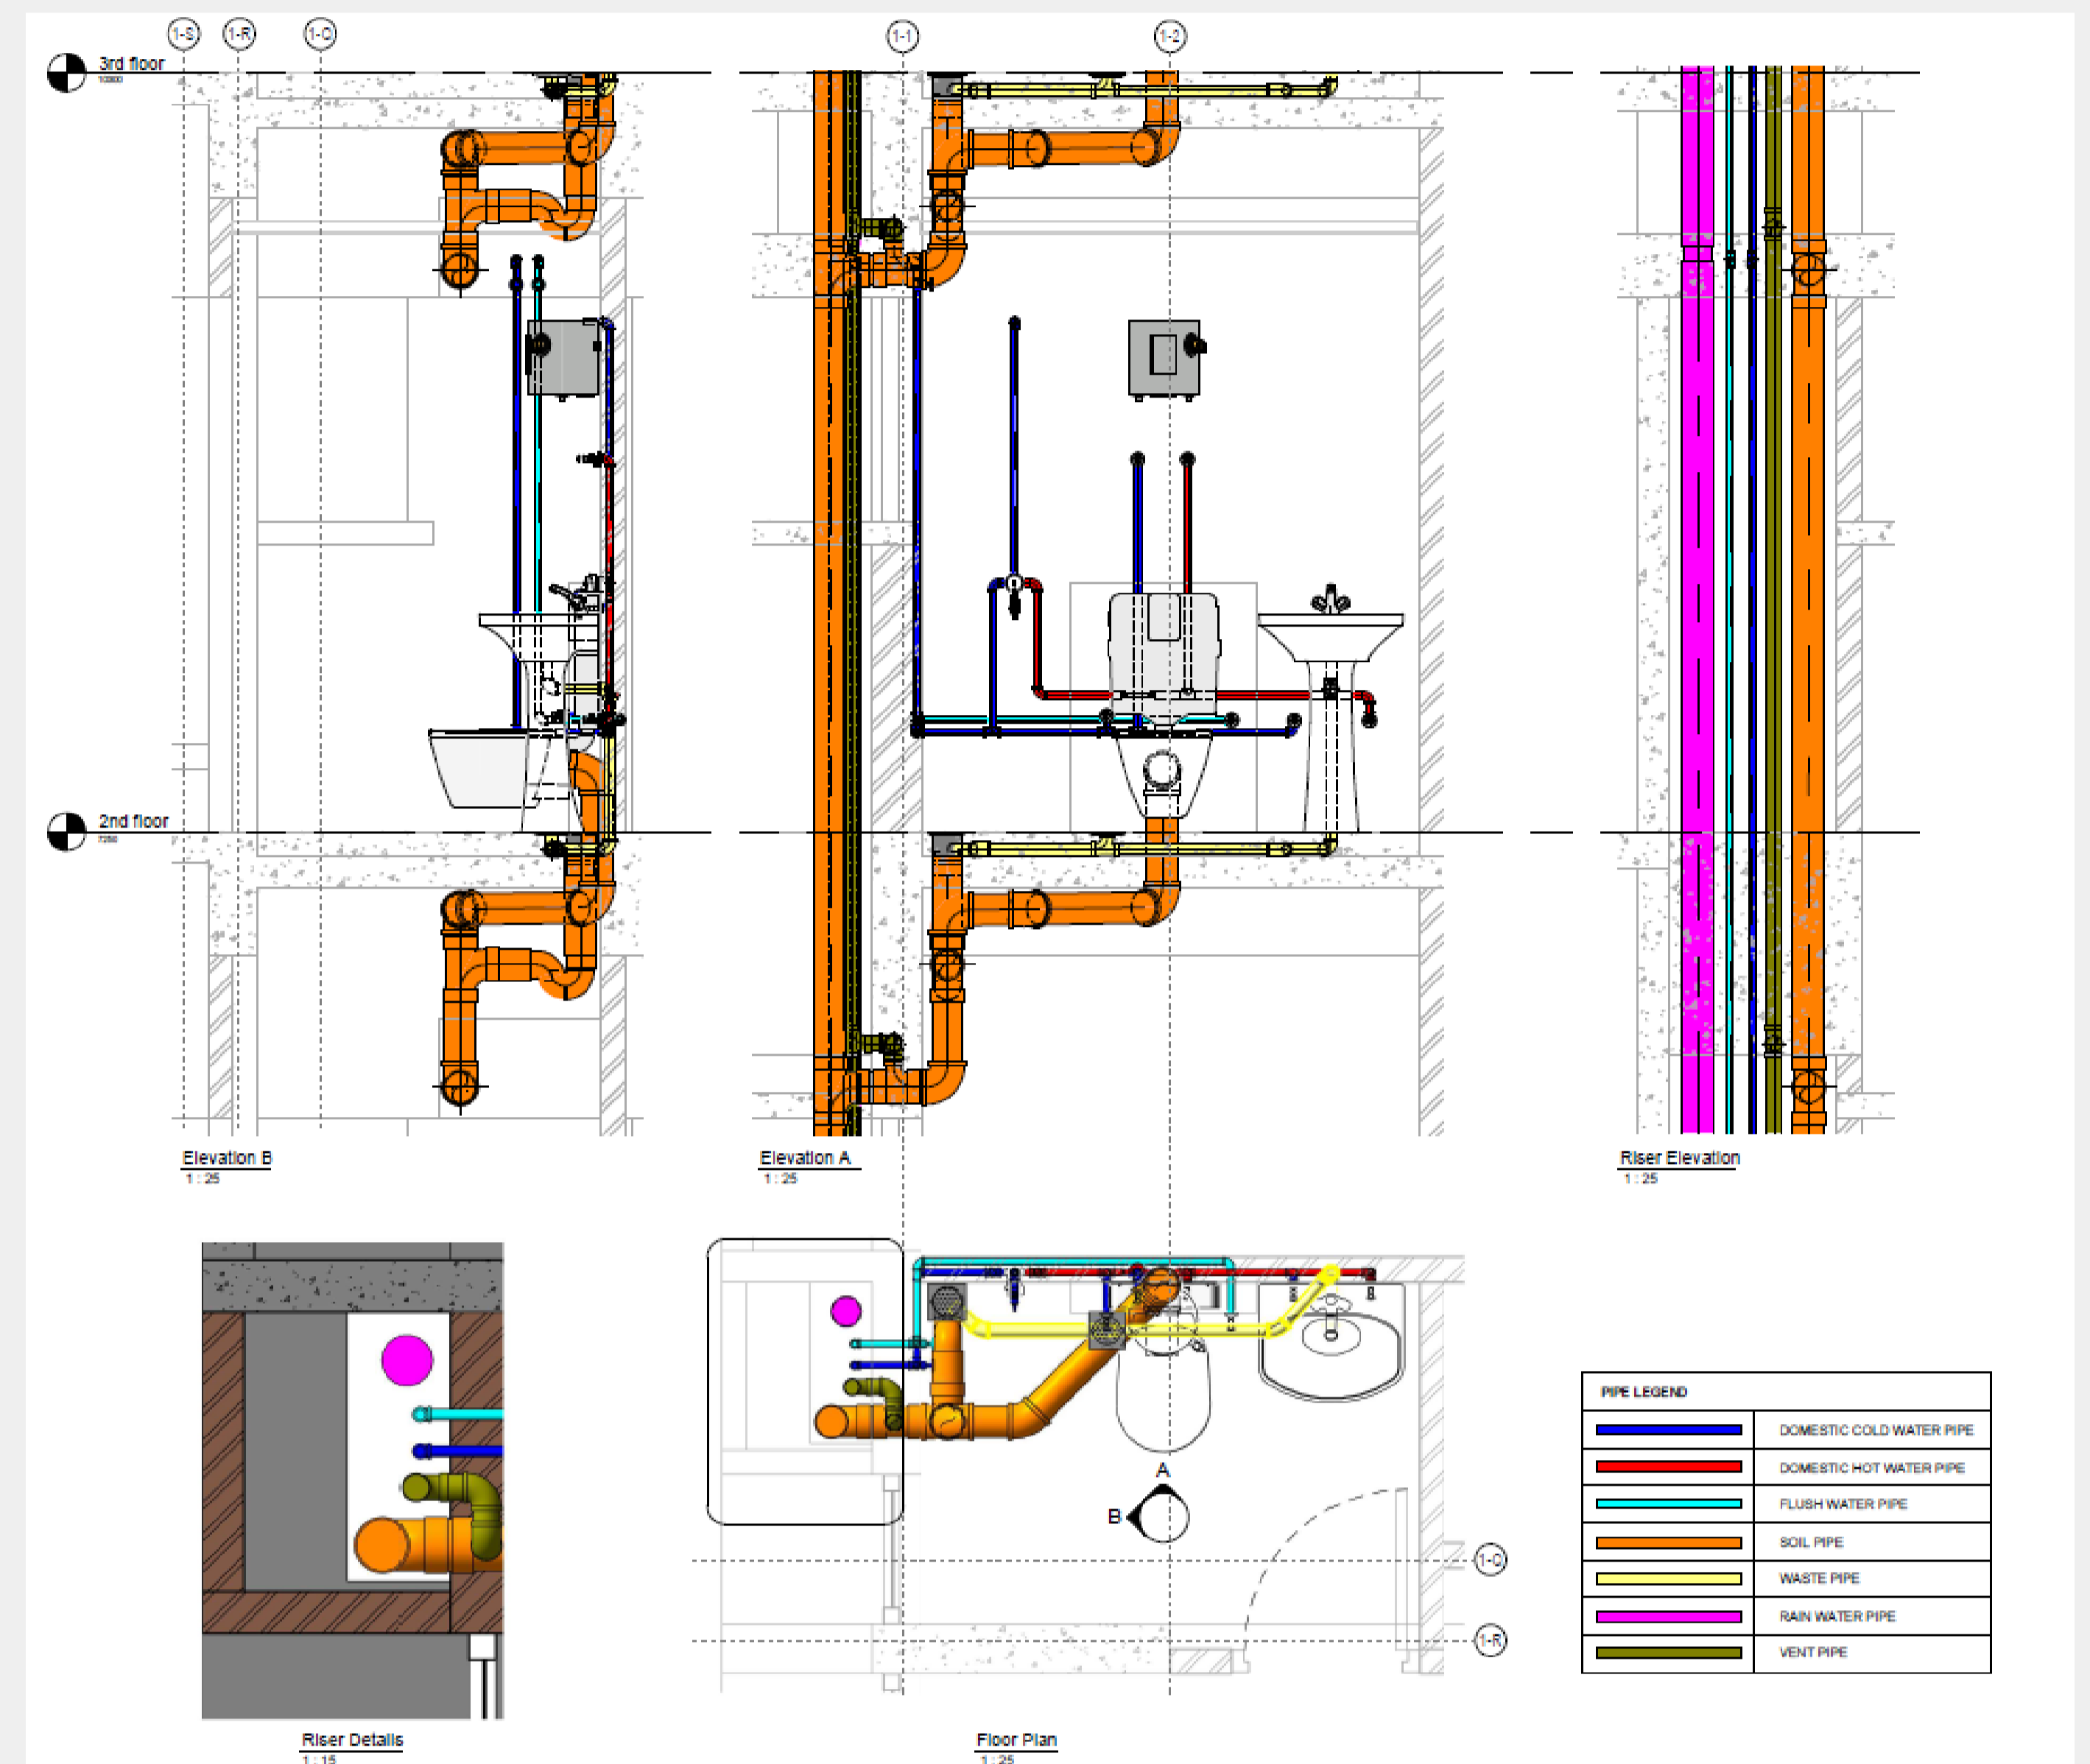 1-S 1-R 1-Q 1-1 1-2
3rd floor
10800
2nd floor
Elevation B
1 : 25
Elevation A
1 : 25
Riser Elevation
1 : 25
A
B
1-Q
1-R
PIPE LEGEND
DOMESTIC COLD WATER PIPE
DOMESTIC HOT WATER PIPE
FLUSH WATER PIPE
SOIL PIPE
WASTE PIPE
RAIN WATER PIPE
VENT PIPE
Riser Details
1 : 15
Floor Plan
1 : 25